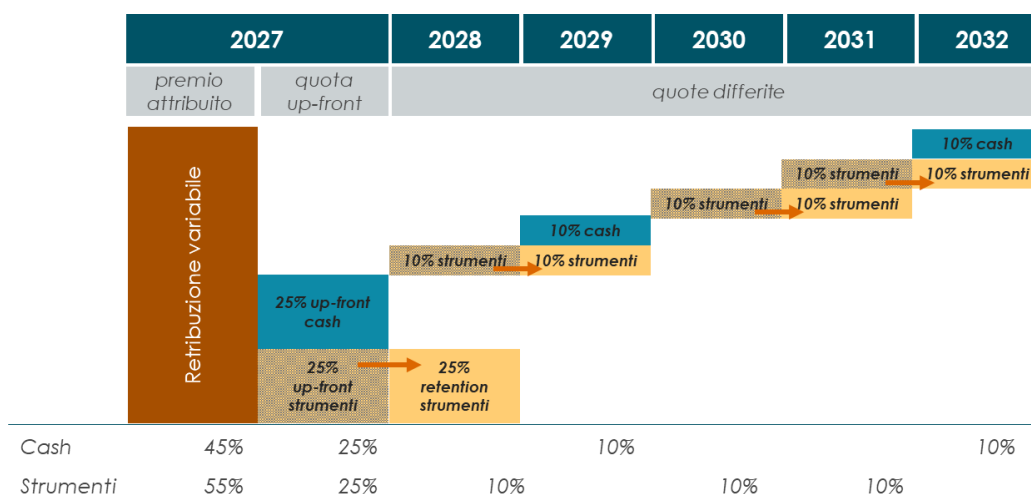 2027 2028 2029 2030 2031 2032
premio
attribuito
quota
up-front
quote differite
Retribuzione variabile
10% cash
10% strumenti 10% strumenti
10% strumenti 10% strumenti
10% cash
10% strumenti 10% strumenti
25% up-front
cash
25%
up-front
strumenti
25%
retention
strumenti
Cash 45% 25% 10% 10%
Strumenti 55% 25% 10% 10% 10%